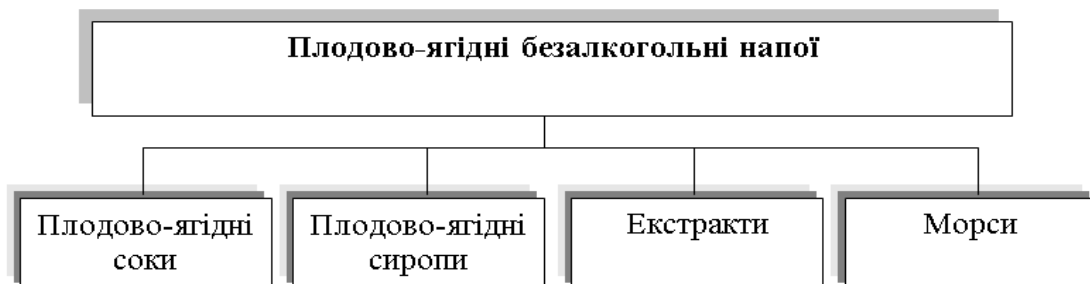 Плодово-ягідні безалкогольні напої
Плодово-ягідні
соки
Плодово-ягідні
сиропи
Екстракти
Морси